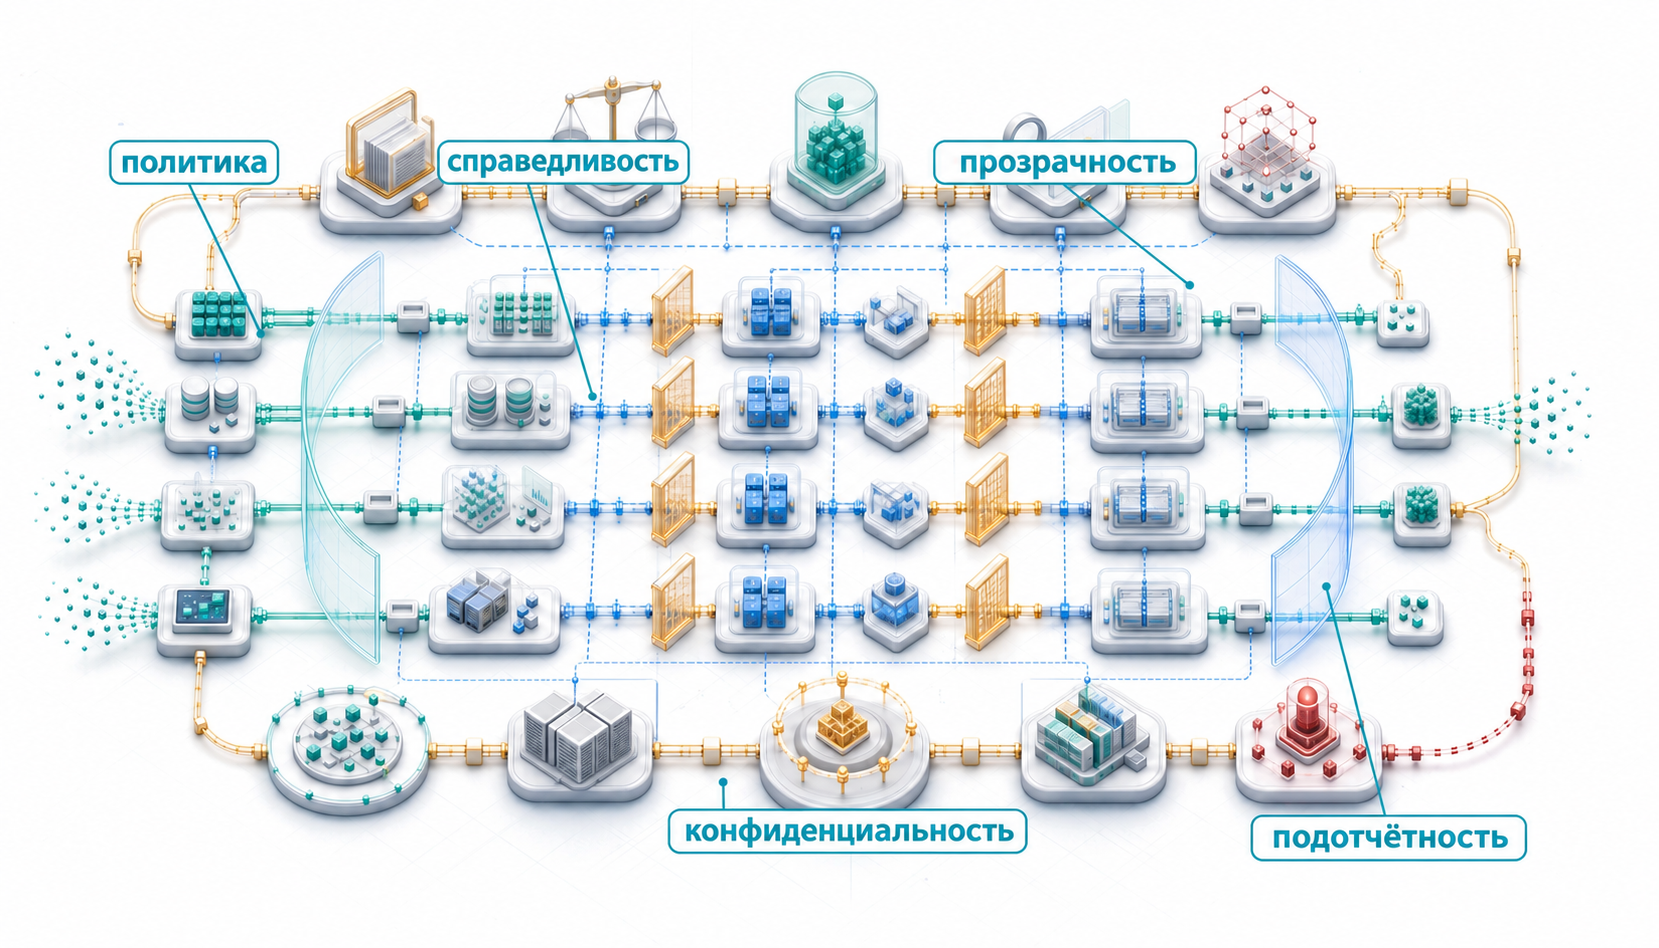 политика
справедливость
прозрачность
конфиденциальность
подотчётность